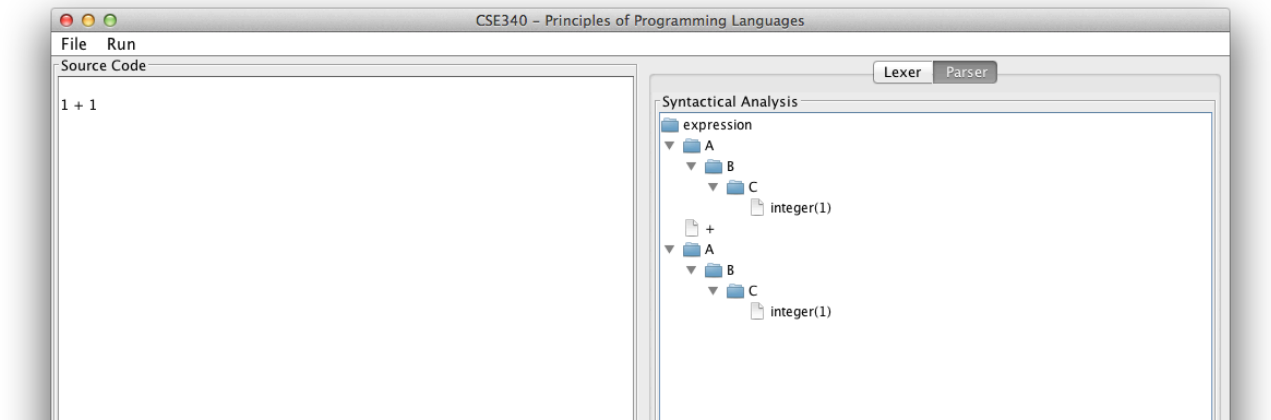 CSE340 – Principles of Programming Languages
File Run
Source Code
1 + 1
Lexer Parser
Syntactical Analysis
expression
A
B
C
integer(1)
+
A
B
C
integer(1)